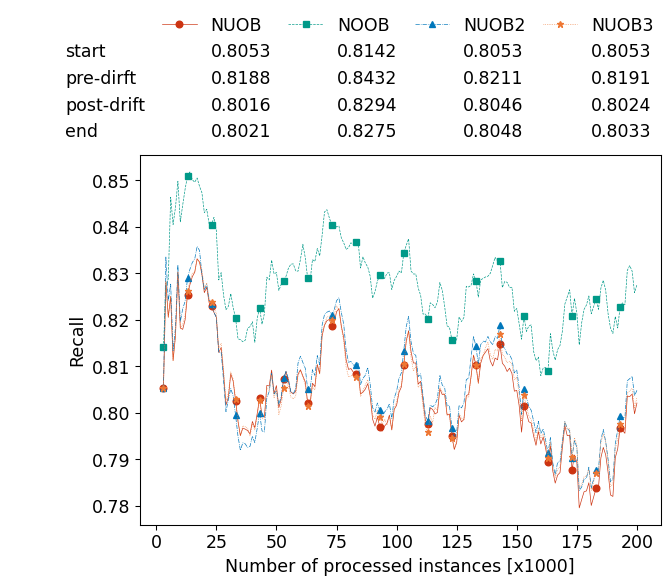 NUOB NOOB NUOB2 NUOB3
start 0.8053 0.8142 0.8053 0.8053
pre-dirft 0.8188 0.8432 0.8211 0.8191
post-drift 0.8016 0.8294 0.8046 0.8024
end 0.8021 0.8275 0.8048 0.8033
0.85
0.84
0.83
0.82
0.81
0.80
0.79
0.78
Recall
0 25 50 75 100 125 150 175 200
Number of processed instances [x1000]